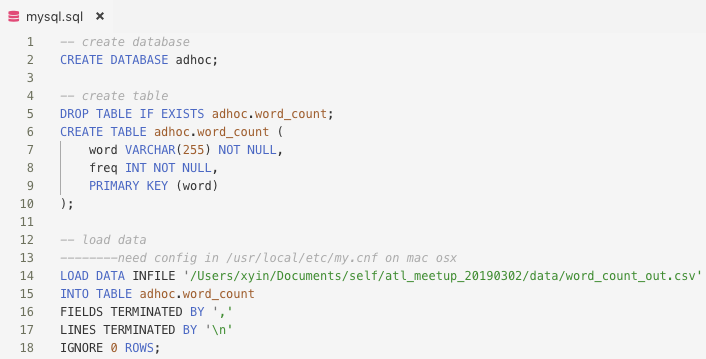 mysql.sql ×
1 -- create database
2 CREATE DATABASE adhoc;
3
4 -- create table
5 DROP TABLE IF EXISTS adhoc.word_count;
6 CREATE TABLE adhoc.word_count (
7     word VARCHAR(255) NOT NULL,
8     freq INT NOT NULL,
9     PRIMARY KEY (word)
10 );
11
12 -- load data
13 --------need config in /usr/local/etc/my.cnf on mac osx
14 LOAD DATA INFILE '/Users/xyin/Documents/self/atl_meetup_20190302/data/word_count_out.csv'
15 INTO TABLE adhoc.word_count
16 FIELDS TERMINATED BY ','
17 LINES TERMINATED BY '\n'
18 IGNORE 0 ROWS;